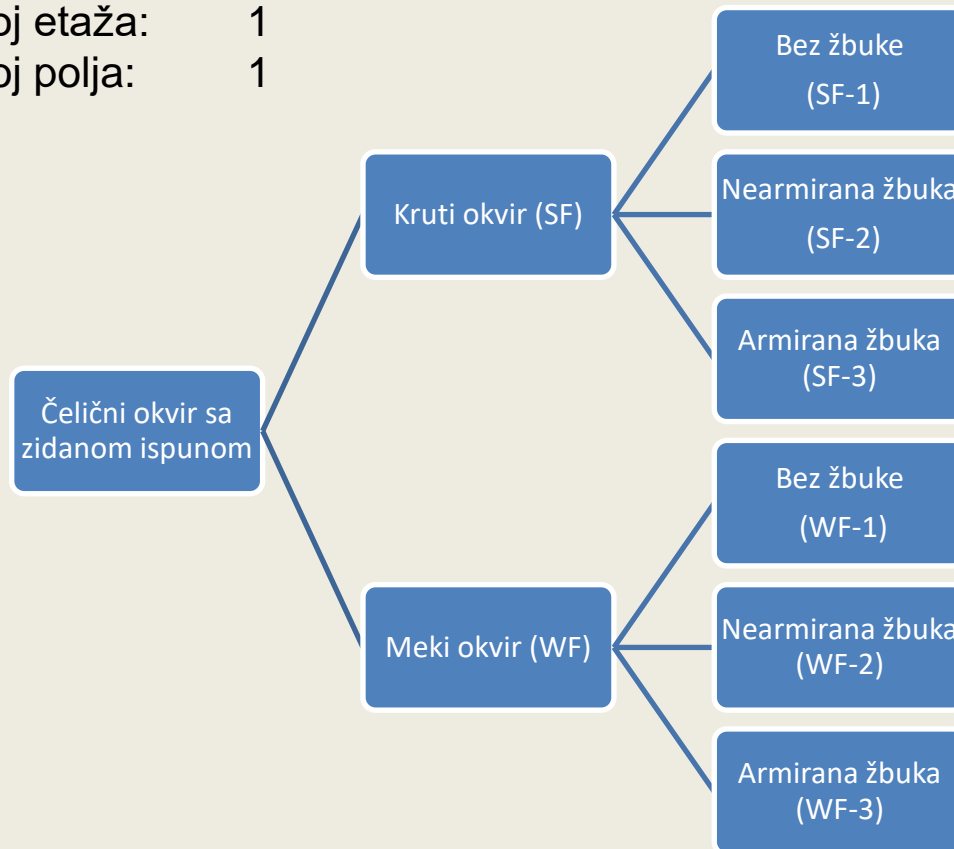 oj etaža: 1
oj polja: 1
Bez žbuke
(SF-1)
Nearmirana žbuka
(SF-2)
Armirana žbuka
(SF-3)
Kruti okvir (SF)
Čelični okvir sa
zidanom ispunom
Meki okvir (WF)
Bez žbuke
(WF-1)
Nearmirana žbuka
(WF-2)
Armirana žbuka
(WF-3)